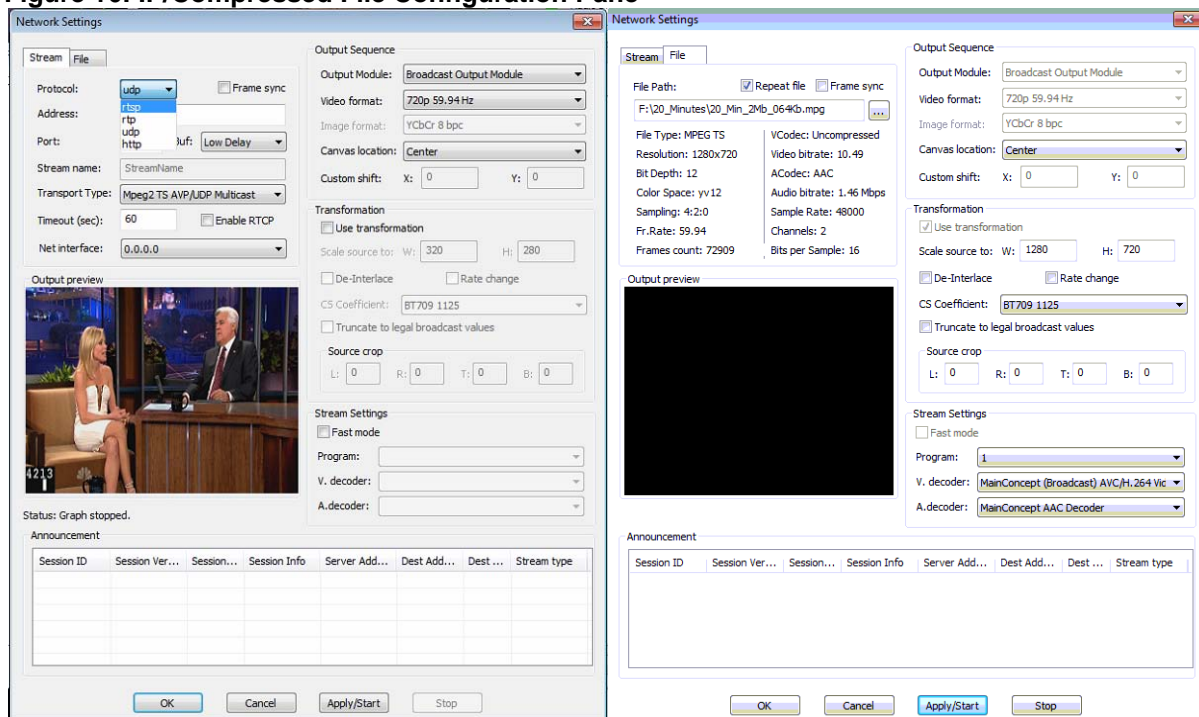 Figure 10. IP/Compressed File Configuration Pane
Network Settings
Stream File
Protocol: udp Frame sync
rtsp
rtp
udp
http
Address:
Port: Buf: Low Delay
Stream name: StreamName
Transport Type: Mpeg2 TS AVP/UDP Multicast
Timeout (sec): 60 Enable RTCP
Net interface: 0.0.0.0
Output preview
4213
Status: Graph stopped.
Output Sequence
Output Module: Broadcast Output Module
Video format: 720p 59.94 Hz
Image format: YCbCr 8 bpc
Canvas location: Center
Custom shift: X: 0 Y: 0
Transformation
Use transformation
Scale source to: W: 320 H: 280
De-Interlace Rate change
CS Coefficient: BT709 1125
Truncate to legal broadcast values
Source crop
L: 0 R: 0 T: 0 B: 0
Stream Settings
Fast mode
Program:
V. decoder:
A.decoder:
Announcement
Session ID Session Ver... Session... Session Info Server Add... Dest Add... Dest ... Stream type
OK Cancel Apply/Start Stop
Network Settings
Stream File
File Path: Repeat file Frame sync
F:\20_Minutes\20_Min_2Mb_064Kb.mpg ...
File Type: MPEG TS VCodec: Uncompressed
Resolution: 1280x720 Video bitrate: 10.49
Bit Depth: 12 ACodec: AAC
Color Space: yv12 Audio bitrate: 1.46 Mbps
Sampling: 4:2:0 Sample Rate: 48000
Fr.Rate: 59.94 Channels: 2
Frames count: 72909 Bits per Sample: 16
Output preview
Output Sequence
Output Module: Broadcast Output Module
Video format: 720p 59.94 Hz
Image format: YCbCr 8 bpc
Canvas location: Center
Custom shift: X: 0 Y: 0
Transformation
Use transformation
Scale source to: W: 1280 H: 720
De-Interlace Rate change
CS Coefficient: BT709 1125
Truncate to legal broadcast values
Source crop
L: 0 R: 0 T: 0 B: 0
Stream Settings
Fast mode
Program: 1
V. decoder: MainConcept (Broadcast) AVC/H.264 Vic
A.decoder: MainConcept AAC Decoder
Announcement
Session ID Session Ver... Session... Session Info Server Add... Dest Add... Dest ... Stream type
OK Cancel Apply/Start Stop